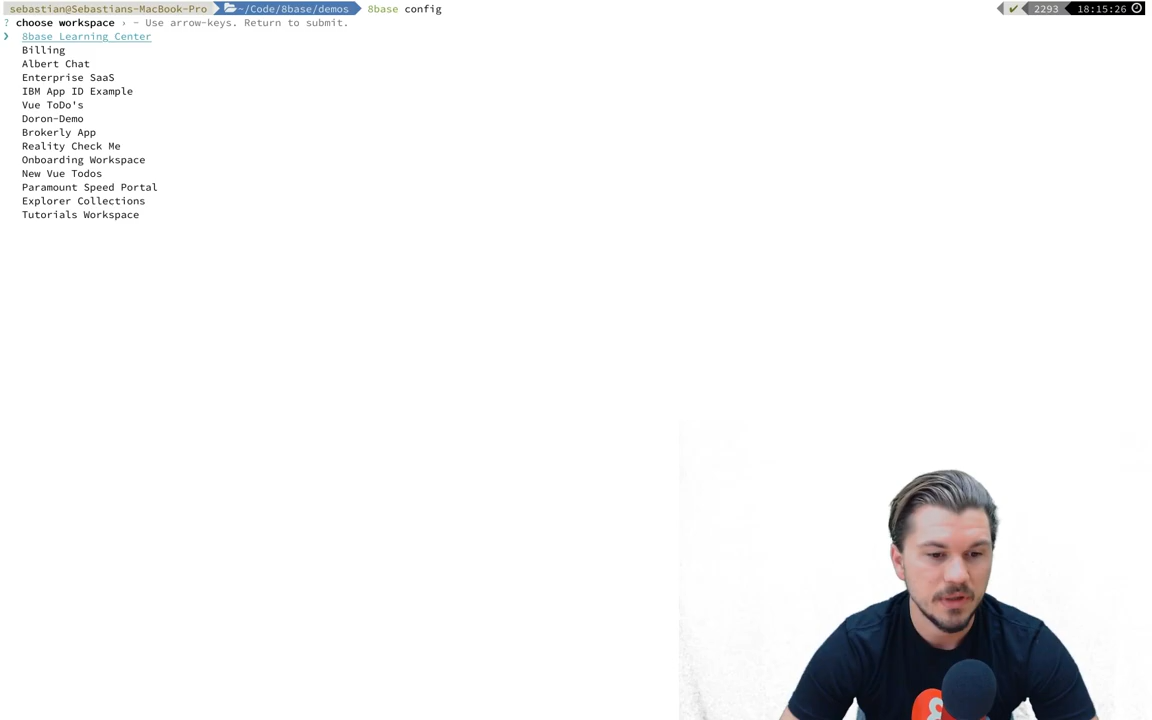 sebastian@Sebastians-MacBook-Pro ~/Code/8base/demos 8base config ✔ 2293 18:15:26
? choose workspace › - Use arrow-keys. Return to submit.
❯ 8base Learning Center
Billing
Albert Chat
Enterprise SaaS
IBM App ID Example
Vue ToDo's
Doron-Demo
Brokerly App
Reality Check Me
Onboarding Workspace
New Vue Todos
Paramount Speed Portal
Explorer Collections
Tutorials Workspace